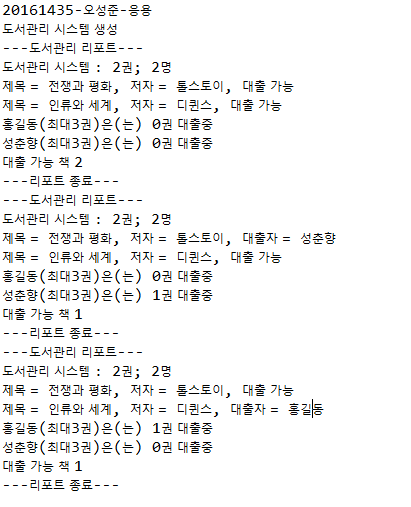 20161435-오성준-응용
도서관리 시스템 생성
---도서관리 리포트---
도서관리 시스템 : 2권; 2명
제목 = 전쟁과 평화, 저자 = 톨스토이, 대출 가능
제목 = 인류와 세계, 저자 = 디퀸스, 대출 가능
홍길동(최대3권)은(는) 0권 대출중
성춘향(최대3권)은(는) 0권 대출중
대출 가능 책 2
---리포트 종료---
---도서관리 리포트---
도서관리 시스템 : 2권; 2명
제목 = 전쟁과 평화, 저자 = 톨스토이, 대출자 = 성춘향
제목 = 인류와 세계, 저자 = 디퀸스, 대출 가능
홍길동(최대3권)은(는) 0권 대출중
성춘향(최대3권)은(는) 1권 대출중
대출 가능 책 1
---리포트 종료---
---도서관리 리포트---
도서관리 시스템 : 2권; 2명
제목 = 전쟁과 평화, 저자 = 톨스토이, 대출 가능
제목 = 인류와 세계, 저자 = 디퀸스, 대출자 = 홍길동
홍길동(최대3권)은(는) 1권 대출중
성춘향(최대3권)은(는) 0권 대출중
대출 가능 책 1
---리포트 종료---